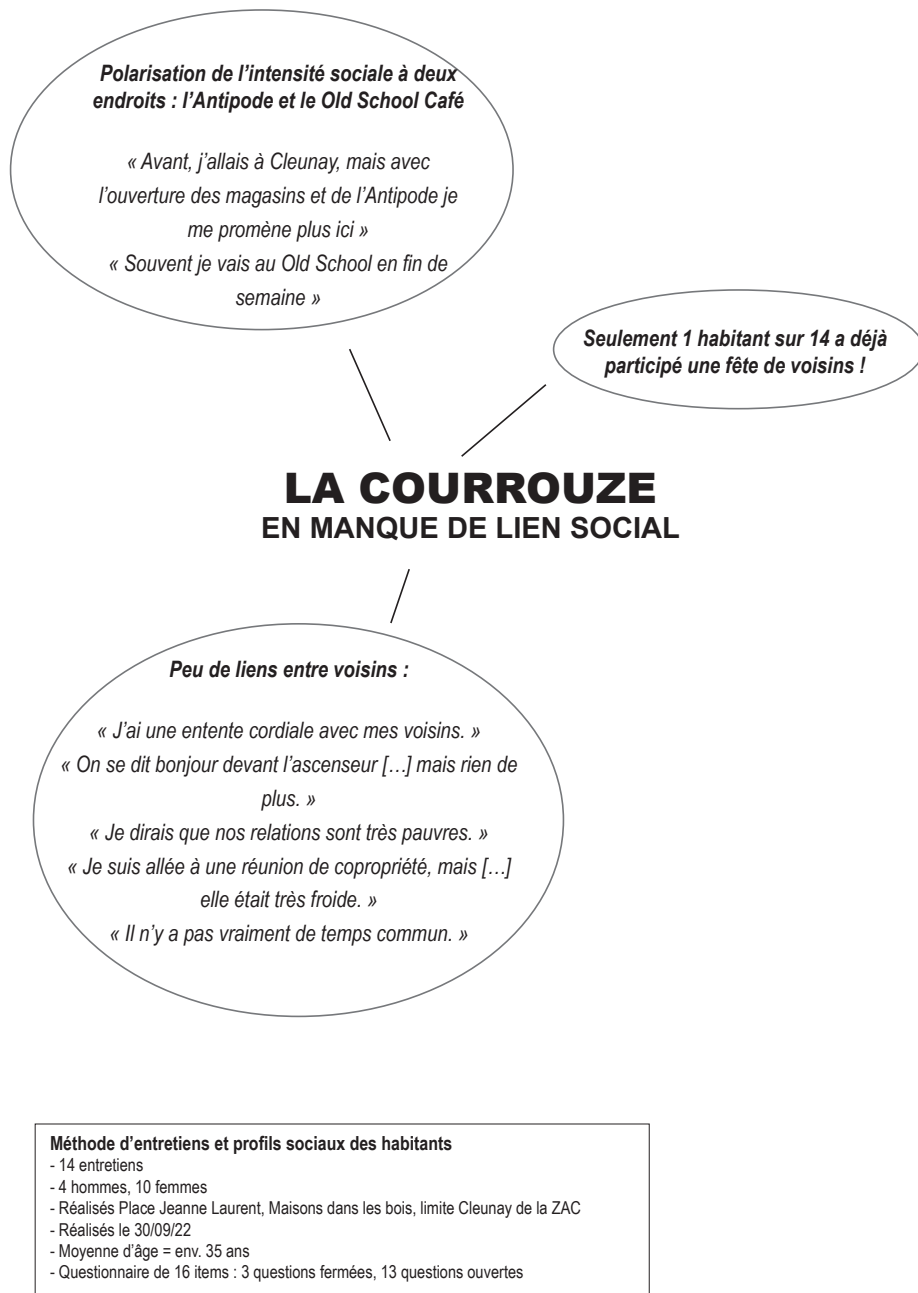 Polarisation de l'intensité sociale à deux
endroits : l'Antipode et le Old School Café
« Avant, j'allais à Cleunay, mais avec
l'ouverture des magasins et de l'Antipode je
me promène plus ici »
« Souvent je vais au Old School en fin de
semaine »
Seulement 1 habitant sur 14 a déjà
participé une fête de voisins !
LA COURROUZE
EN MANQUE DE LIEN SOCIAL
Peu de liens entre voisins :
« J'ai une entente cordiale avec mes voisins. »
« On se dit bonjour devant l'ascenseur […] mais rien de
plus. »
« Je dirais que nos relations sont très pauvres. »
« Je suis allée à une réunion de copropriété, mais […]
elle était très froide. »
« Il n'y a pas vraiment de temps commun. »
Méthode d'entretiens et profils sociaux des habitants
- 14 entretiens
- 4 hommes, 10 femmes
- Réalisés Place Jeanne Laurent, Maisons dans les bois, limite Cleunay de la ZAC
- Réalisés le 30/09/22
- Moyenne d'âge = env. 35 ans
- Questionnaire de 16 items : 3 questions fermées, 13 questions ouvertes